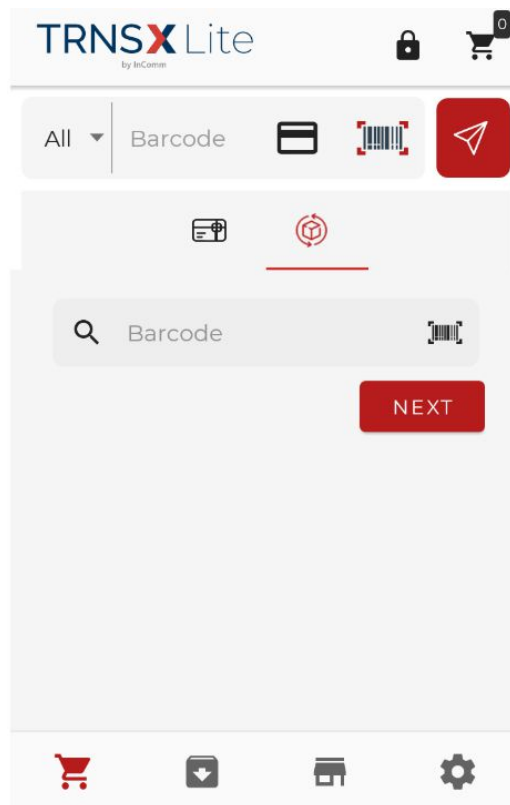 TRNSX Lite
by InComm
0
All
Barcode
Barcode
NEXT